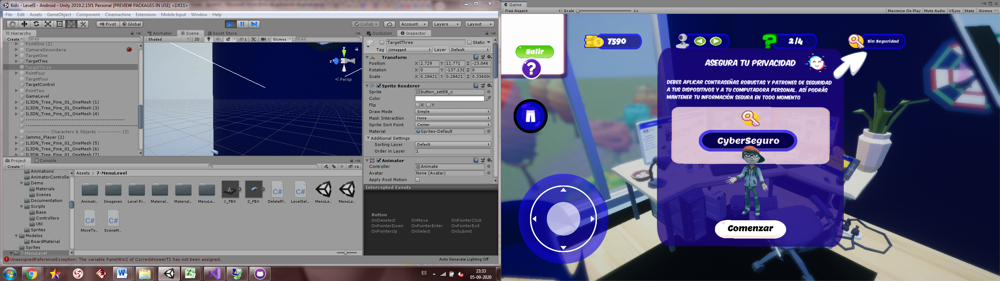 Kids - Level5 - Android - Unity 2019.2.15f1 Personal [PREVIEW PACKAGES IN USE] <DX11>
File Edit Assets GameObject Component Cinemachine Extensions Mobile Input Window Help
Pivot Global Collab Account Layers Layout
Hierarchy
Create All
PointOne (2)
CamaraSecundaria
TargetOne
TargetTwo
TargetThree
PointFour
TargetFour
TargetControl
PointTwo
GameLevel
IL3DN_Tree_Pine_01_OneMesh (1)
IL3DN_Tree_Pine_01_OneMesh (3)
IL3DN_Tree_Pine_01_OneMesh (4)
------------ Characters & Objects ------------ (3)
Jammo_Player (2)
IL3DN_Tree_Pine_01_OneMesh (5)
IL3DN_Tree_Pine_01_OneMesh (6)
IL3DN_Tree_Pine_01_OneMesh (7)
Animator Scene Asset Store
Shaded 2D 1 Gizmos All
y
z
Persp
Occlusion Inspector
TargetThree Static
Tag Untagged Layer Default
Transform
Position X 2.729 Y 11.771 Z -23.046
Rotation X 0 Y -137.131 Z 0
Scale X 0.28421 Y 0.28421 Z 0.33600
Sprite Renderer
Sprite button_set08_c
Color
Flip X Y
Draw Mode Simple
Mask Interaction None
Sprite Sort Point Center
Material Sprites-Default
Additional Settings
Sorting Layer Default
Order in Layer 1
Animator
Controller Animate
Avatar None (Avatar)
Apply Root Motion
Intercepted Events
Button
OnDeselect OnMove OnPointerClick
OnPointerDown OnPointerEnter OnPointerExit
OnPointerUp OnSelect OnSubmit
Auto Generate Lighting Off
Project Console
Create 16
Animations
AnimatorControlle
Demo
Materials
Scenes
Documentation
Scripts
Base
Controllers
Util
Sprites
Modelos
BoardMaterial
Sprites
7-MenuLevel
Assets > 7-MenuLevel
Animati... Imagenes Level Pr... Material... Material... MenuLe... 1_FBX 2_FBX DeletePl... LevelSel... MenuLe... MenuLe...
C# C#
MoveTo... SceneM...
C# C#
UnassignedReferenceException: The variable PanelWin2 of CorrectAnswerT1 has not been assigned.
ES 23:33
05-09-2020
Game
Free Aspect Scale 1x Maximize On Play Mute Audio VSync Stats Gizmos
Salir
?
7590
2/4
Sin Seguridad
ASEGURA TU PRIVACIDAD
DEBES APLICAR CONTRASEÑAS ROBUSTAS Y PATRONES DE SEGURIDAD
A TUS DISPOSITIVOS Y A TU COMPUTADORA PERSONAL. ASÍ PODRÁS
MANTENER TU INFORMACIÓN SEGURA EN TODO MOMENTO
CyberSeguro
Comenzar